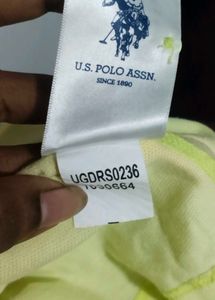 U.S. POLO ASSN.
SINCE 1890
UGDRS0236